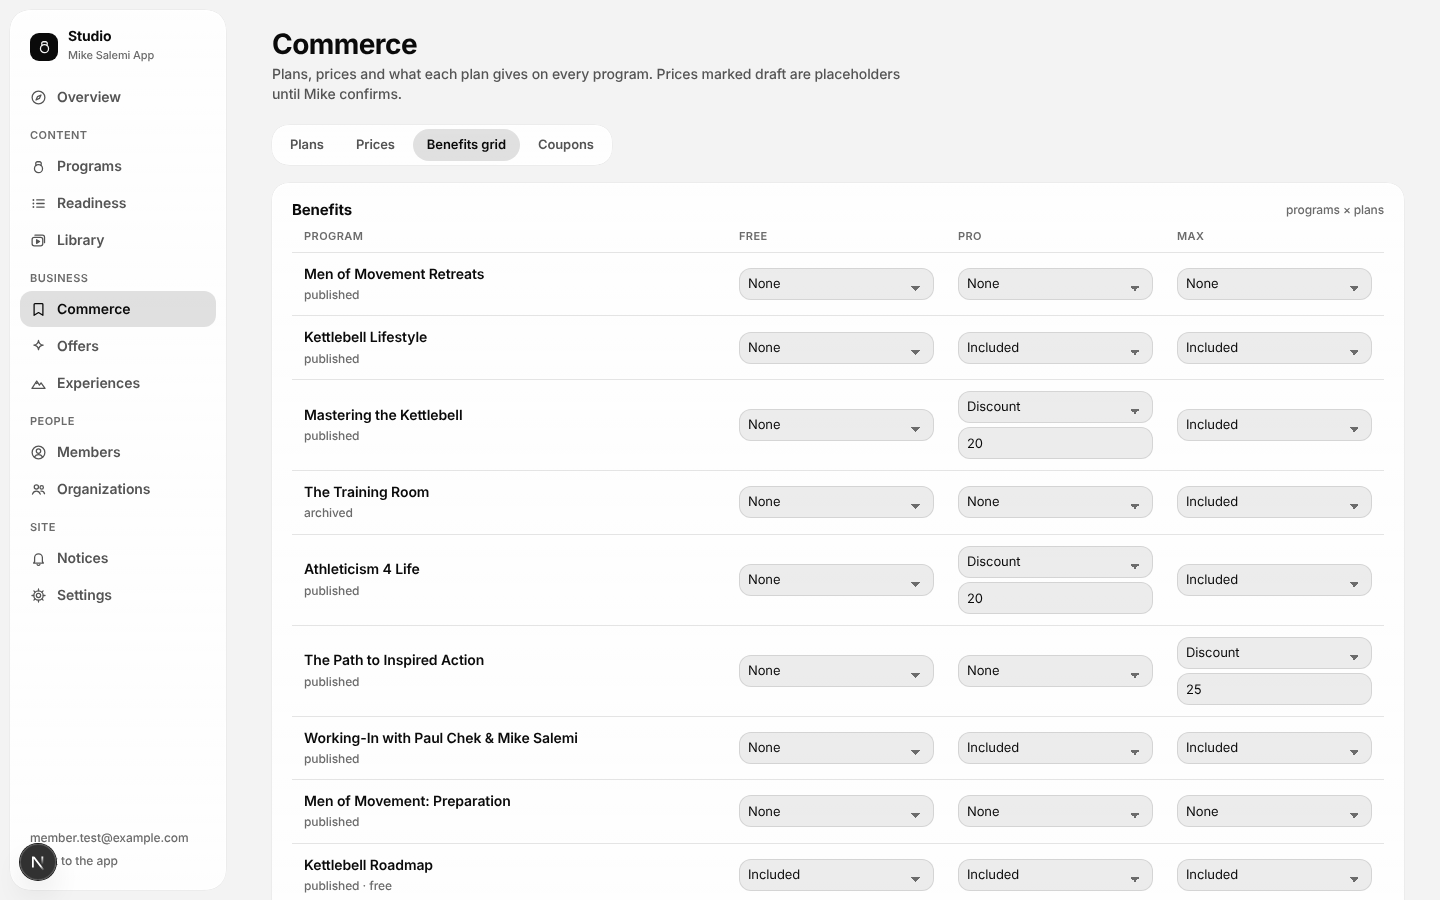 Studio
Mike Salemi App
Overview
CONTENT
Programs
Readiness
Library
BUSINESS
Commerce
Offers
Experiences
PEOPLE
Members
Organizations
SITE
Notices
Settings
member.test@example.com
N
to the app
Commerce
Plans, prices and what each plan gives on every program. Prices marked draft are placeholders
until Mike confirms.
Plans Prices Benefits grid Coupons
Benefits programs × plans
PROGRAM FREE PRO MAX
Men of Movement Retreats
published
None None None
Kettlebell Lifestyle
published
None Included Included
Mastering the Kettlebell
published
None Discount Included
20
The Training Room
archived
None None Included
Athleticism 4 Life
published
None Discount Included
20
The Path to Inspired Action
published
None None Discount
25
Working-In with Paul Chek & Mike Salemi
published
None Included Included
Men of Movement: Preparation
published
None None None
Kettlebell Roadmap
published · free
Included Included Included